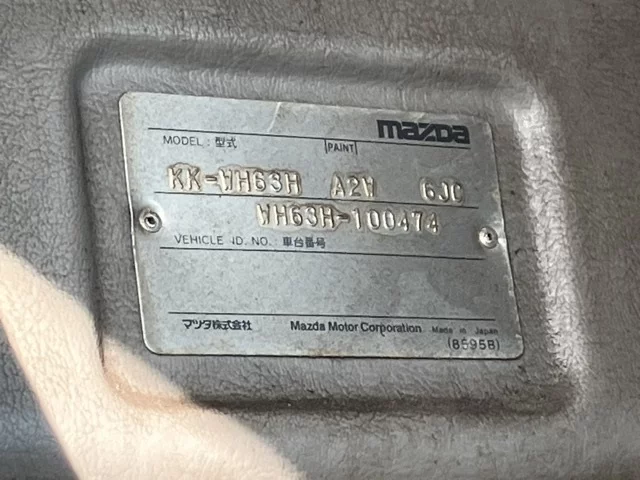 mazda
MODEL : 型式 PAINT
KK-WH63H A2W 6JC
WH63H-100474
VEHICLE ID. NO. 車台番号
マツダ株式会社 Mazda Motor Corporation Made in Japan
(8595B)